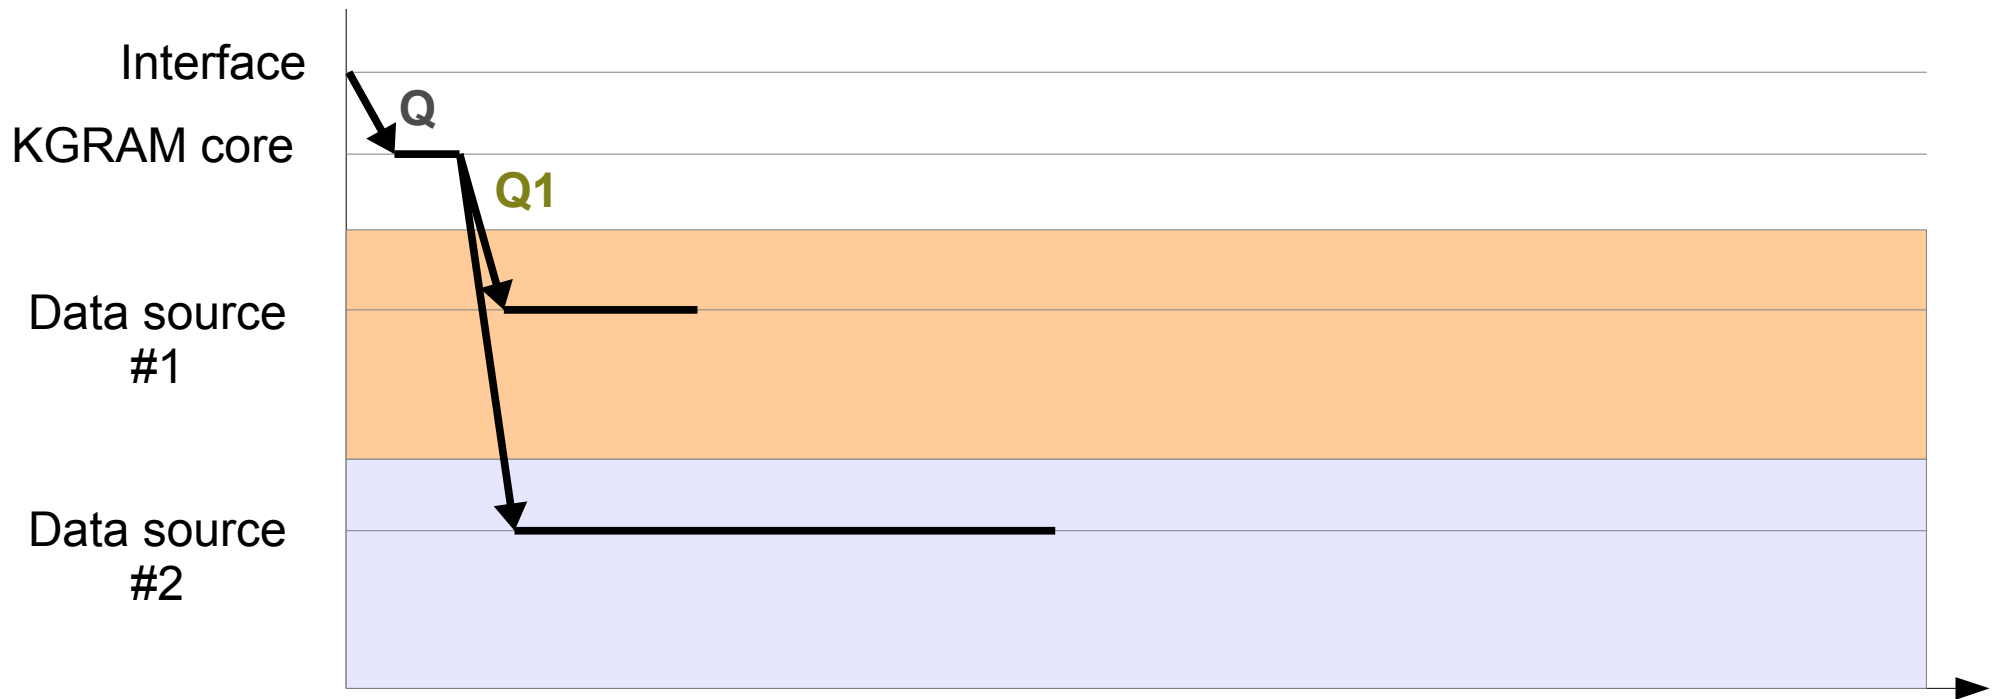 Interface
Q
KGRAM core
Q1
Data source
#1
Data source
#2